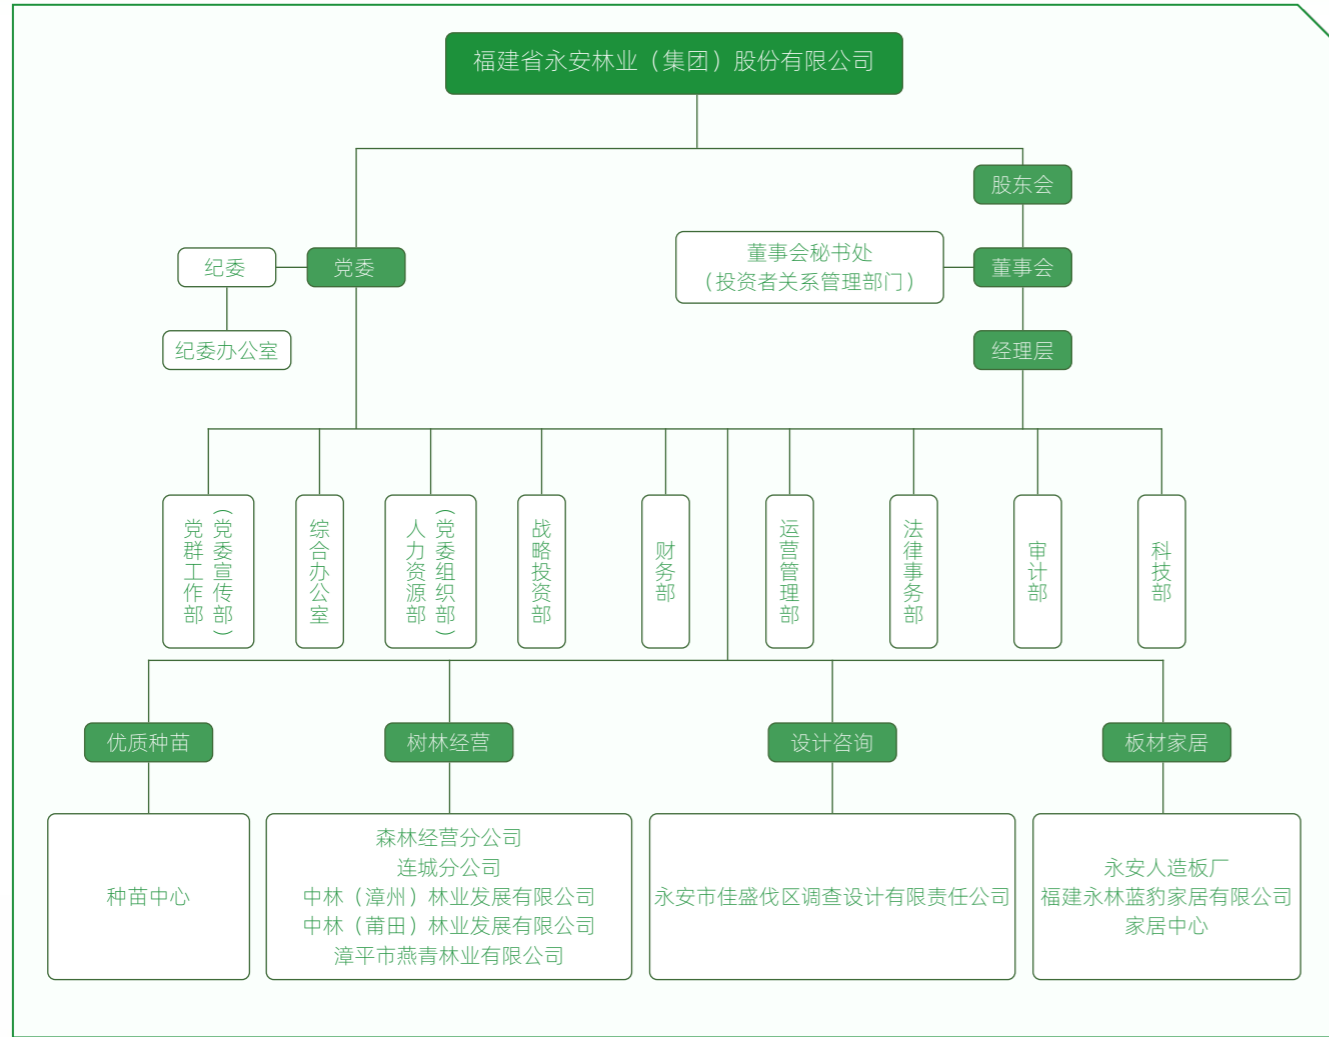 福建省永安林业（集团）股份有限公司
股东会
董事会秘书处
（投资者关系管理部门）
董事会
纪委
党委
经理层
纪委办公室
党群工作部
（党委宣传部）
综合办公室
人力资源部
（党委组织部）
战略投资部
财务部
运营管理部
法律事务部
审计部
科技部
优质种苗
树林经营
设计咨询
板材家居
种苗中心
森林经营分公司
连城分公司
中林（漳州）林业发展有限公司
中林（莆田）林业发展有限公司
漳平市燕青林业有限公司
永安市佳盛伐区调查设计有限责任公司
永安人造板厂
福建永林蓝豹家居有限公司
家居中心